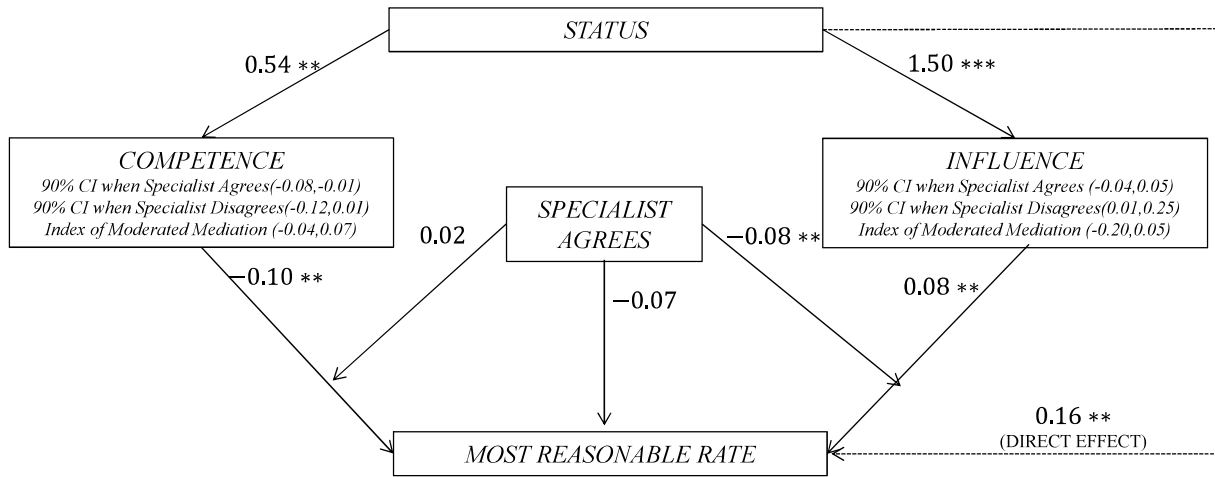 STATUS
0.54 **
1.50 ***
COMPETENCE
90% CI when Specialist Agrees(-0.08,-0.01)
90% CI when Specialist Disagrees(-0.12,0.01)
Index of Moderated Mediation (-0.04,0.07)
INFLUENCE
90% CI when Specialist Agrees (-0.04,0.05)
90% CI when Specialist Disagrees(0.01,0.25)
Index of Moderated Mediation (-0.20,0.05)
SPECIALIST
AGREES
0.02
−0.08 **
−0.10 **
−0.07
0.08 **
0.16 **
(DIRECT EFFECT)
MOST REASONABLE RATE